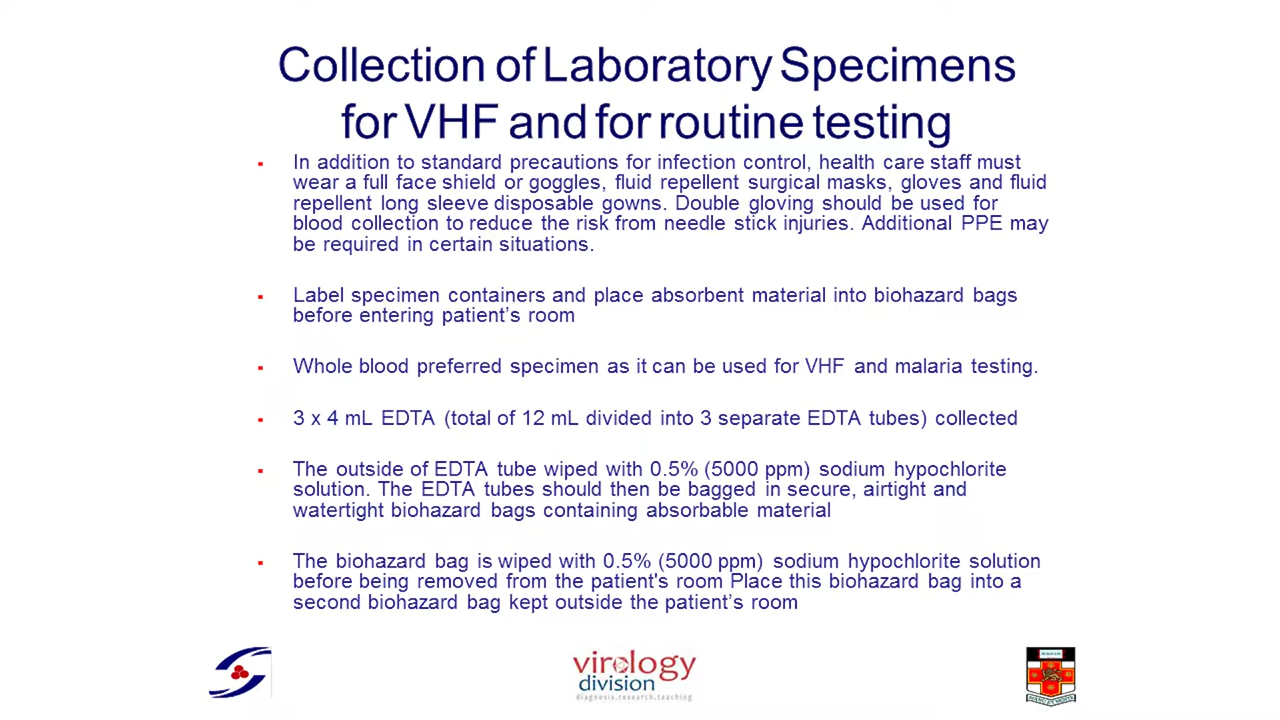 Collection of Laboratory Specimens
for VHF and for routine testing
In addition to standard precautions for infection control, health care staff must
wear a full face shield or goggles, fluid repellent surgical masks, gloves and fluid
repellent long sleeve disposable gowns. Double gloving should be used for
blood collection to reduce the risk from needle stick injuries. Additional PPE may
be required in certain situations.
Label specimen containers and place absorbent material into biohazard bags
before entering patient’s room
Whole blood preferred specimen as it can be used for VHF and malaria testing.
3 x 4 mL EDTA (total of 12 mL divided into 3 separate EDTA tubes) collected
The outside of EDTA tube wiped with 0.5% (5000 ppm) sodium hypochlorite
solution. The EDTA tubes should then be bagged in secure, airtight and
watertight biohazard bags containing absorbable material
The biohazard bag is wiped with 0.5% (5000 ppm) sodium hypochlorite solution
before being removed from the patient's room Place this biohazard bag into a
second biohazard bag kept outside the patient’s room
virology
division
diagnosis.research.teaching